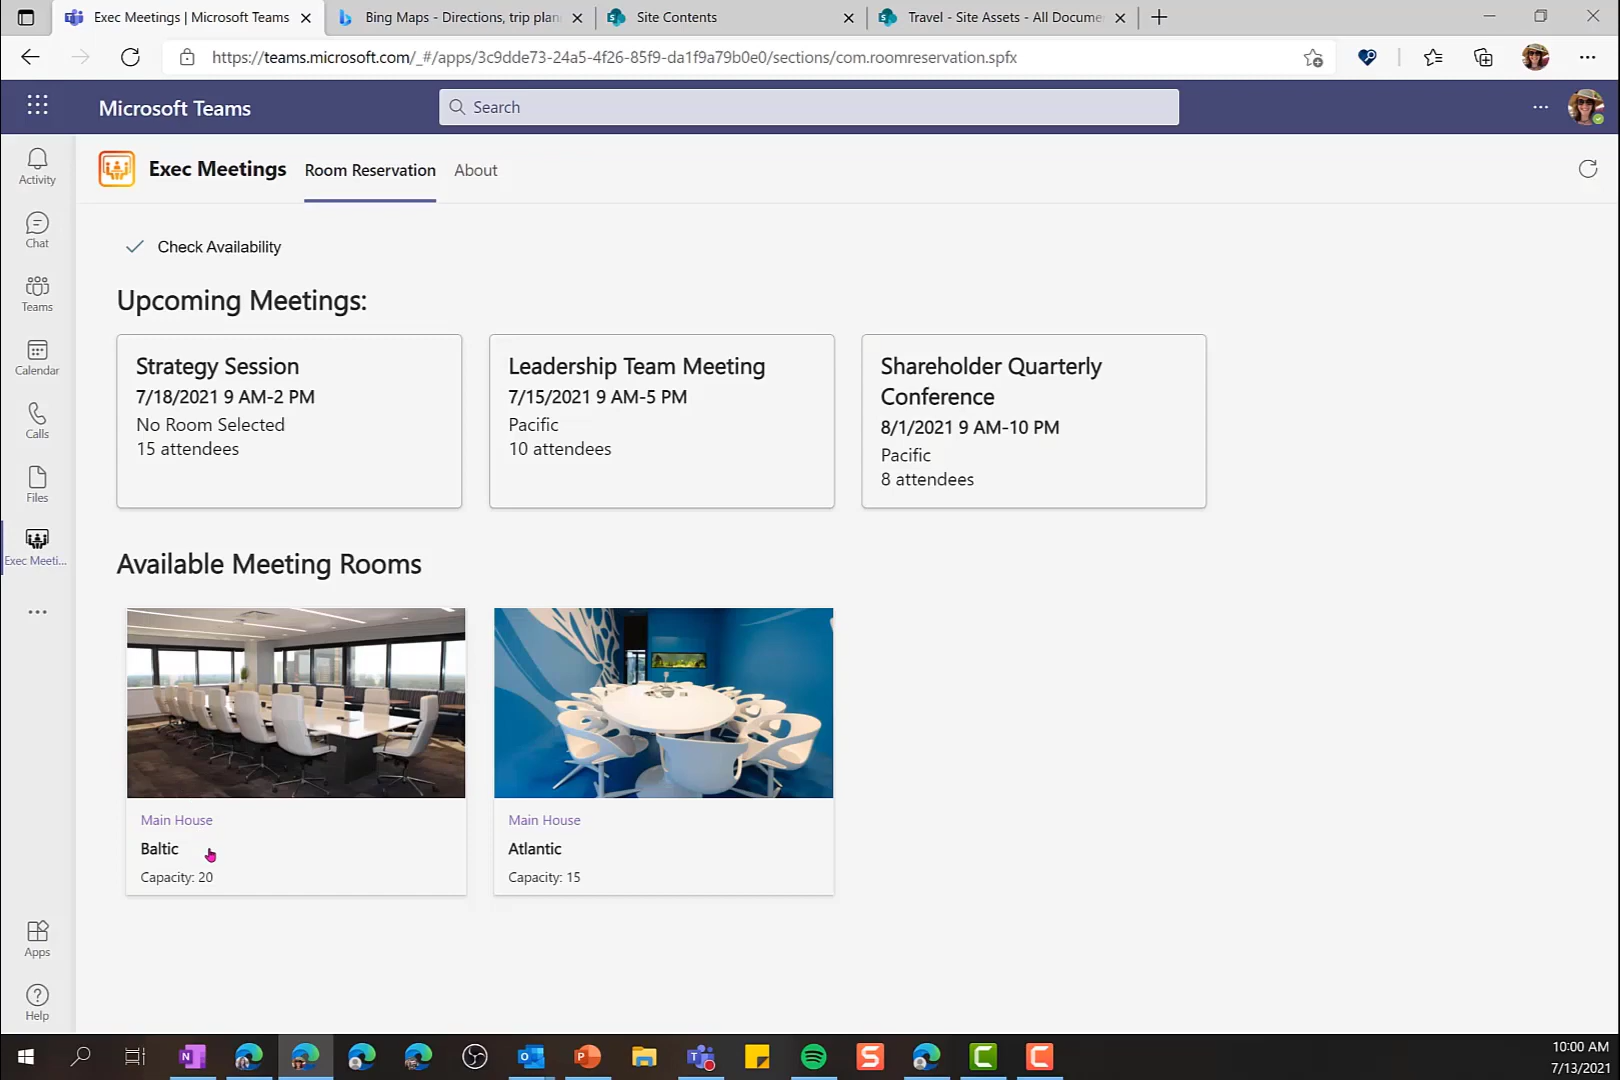 Exec Meetings | Microsoft Teams
Bing Maps - Directions, trip plan
Site Contents
Travel - Site Assets - All Docume
https://teams.microsoft.com/_#/apps/3c9dde73-24a5-4f26-85f9-da1f9a79b0e0/sections/com.roomreservation.spfx
Microsoft Teams
Search
Activity
Chat
Teams
Calendar
Calls
Files
Exec Meeti...
Apps
Help
Exec Meetings
Room Reservation
About
Check Availability
Upcoming Meetings:
Strategy Session
7/18/2021 9 AM-2 PM
No Room Selected
15 attendees
Leadership Team Meeting
7/15/2021 9 AM-5 PM
Pacific
10 attendees
Shareholder Quarterly
Conference
8/1/2021 9 AM-10 PM
Pacific
8 attendees
Available Meeting Rooms
Main House
Baltic
Capacity: 20
Main House
Atlantic
Capacity: 15
10:00 AM
7/13/2021